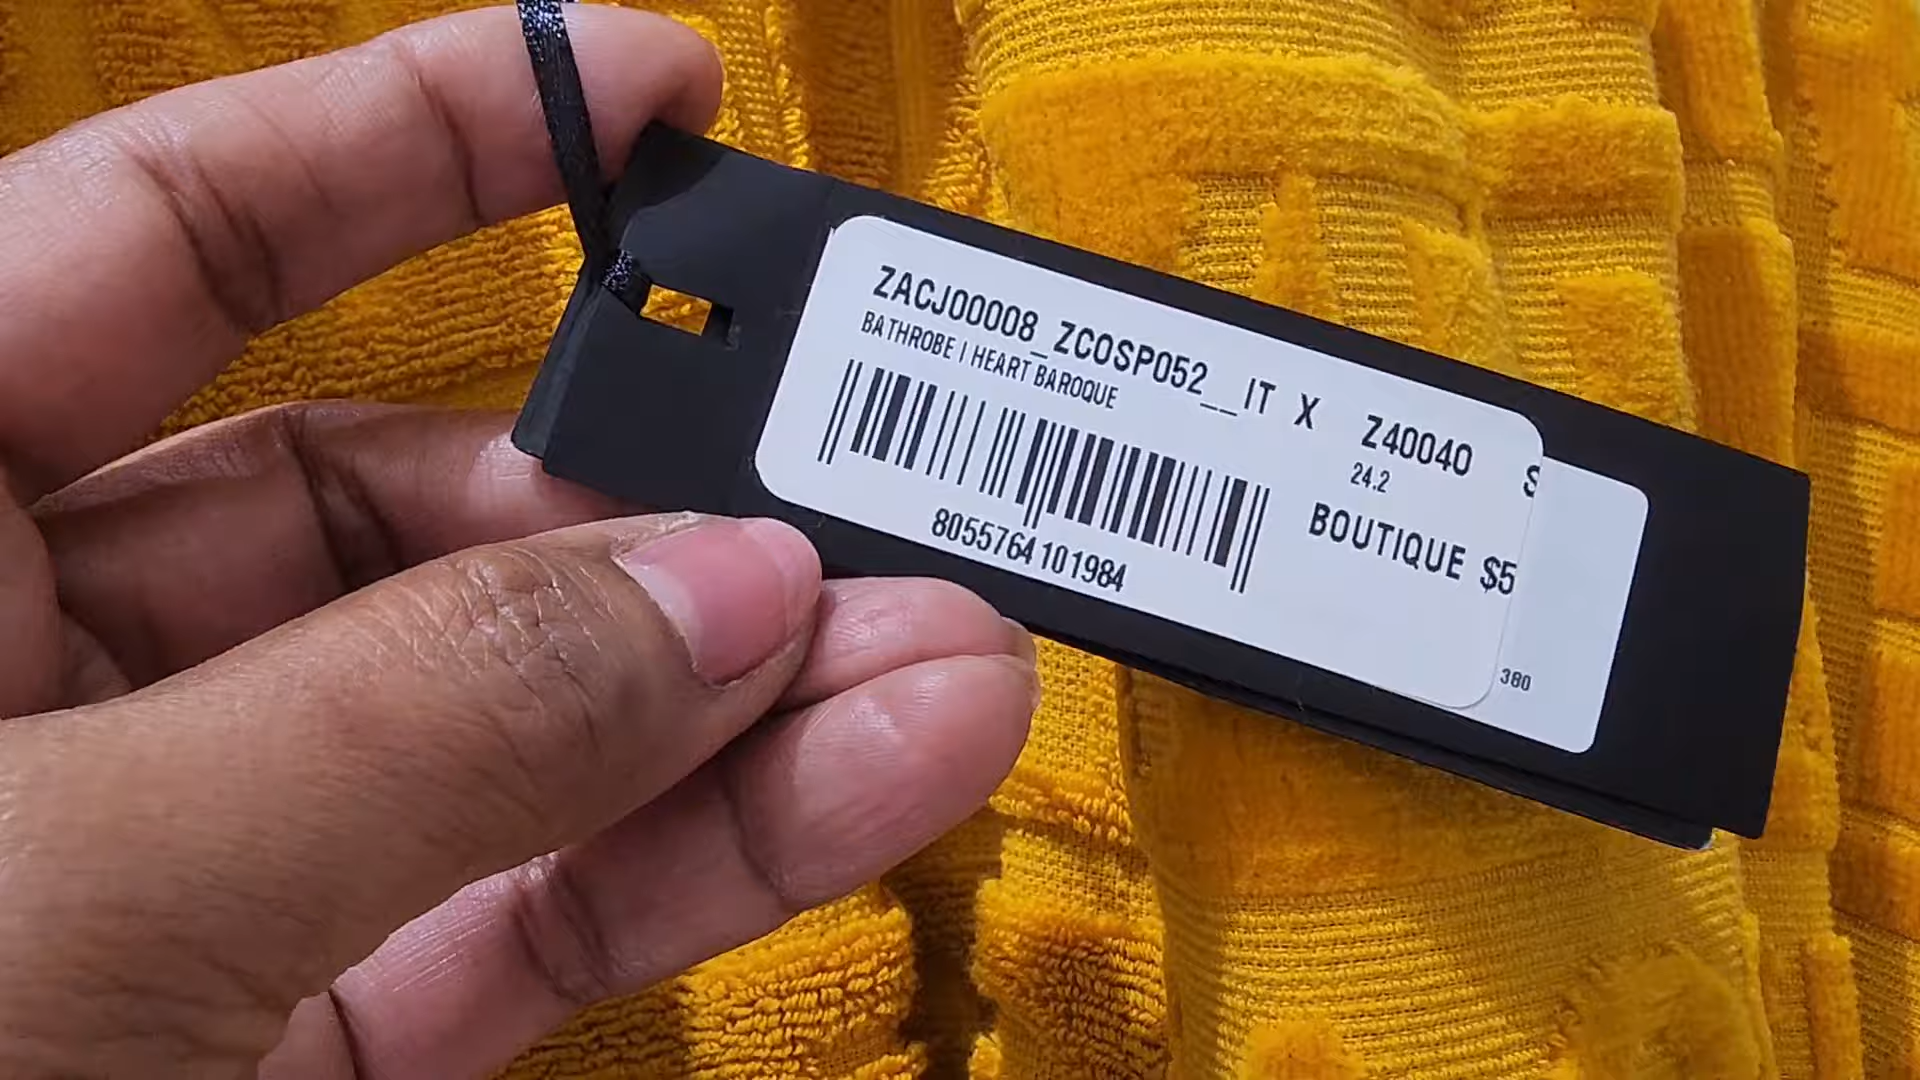 ZACJ00008_ZCOSP052__IT X Z40040 S
BATHROBE I HEART BAROQUE
24.2
BOUTIQUE $5
8055764101984
380